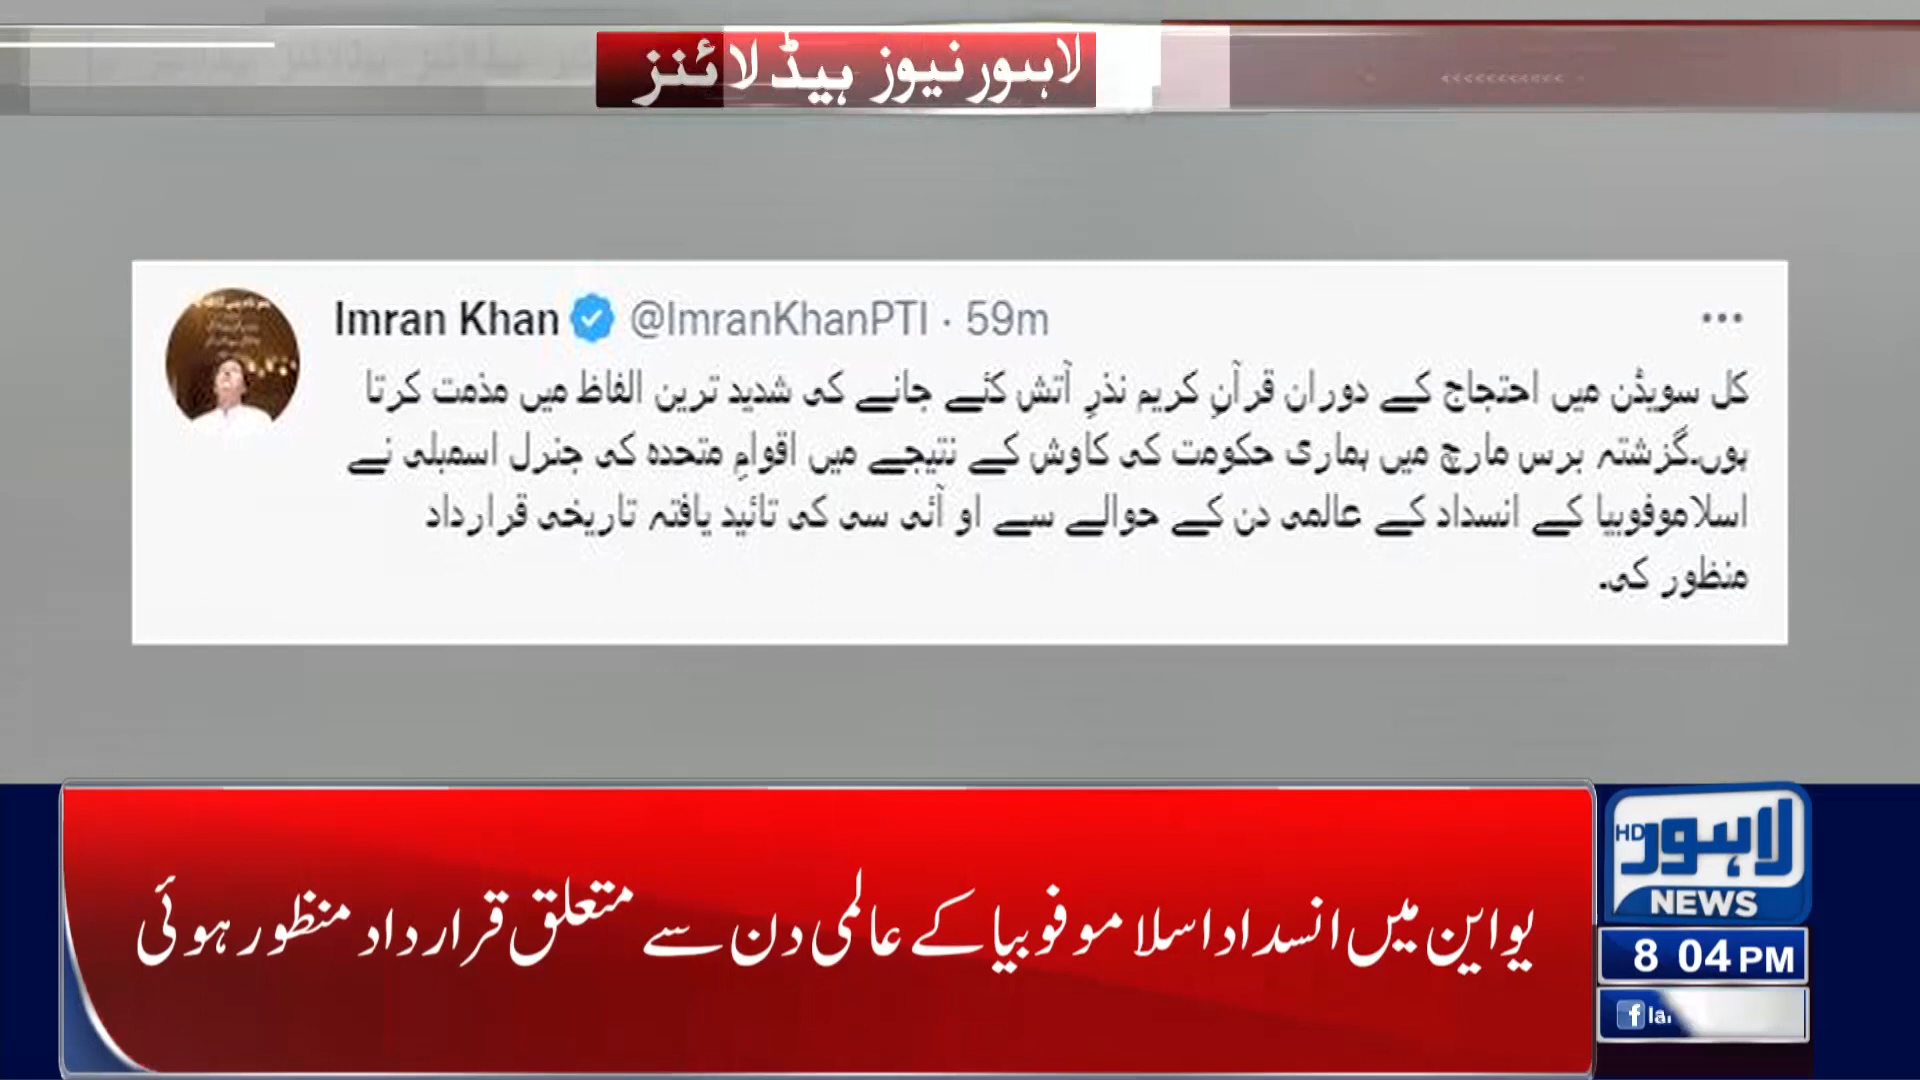 لاہور نیوز ہیڈ لائنز
Imran Khan @ImranKhanPTI · 59m
کل سویڈن میں احتجاج کے دوران قرآنِ کریم نذرِ آتش کئے جانے کی شدید ترین الفاظ میں مذمت کرتا
ہوں۔گزشتہ برس مارچ میں ہماری حکومت کی کاوش کے نتیجے میں اقوامِ متحدہ کی جنرل اسمبلی نے
اسلاموفوبیا کے انسداد کے عالمی دن کے حوالے سے او آئی سی کی تائید یافتہ تاریخی قرارداد
منظور کی۔
یو این میں انسداد اسلاموفوبیا کے عالمی دن سے متعلق قرارداد منظور ہوئی
لاہور HD
NEWS
8 04 PM